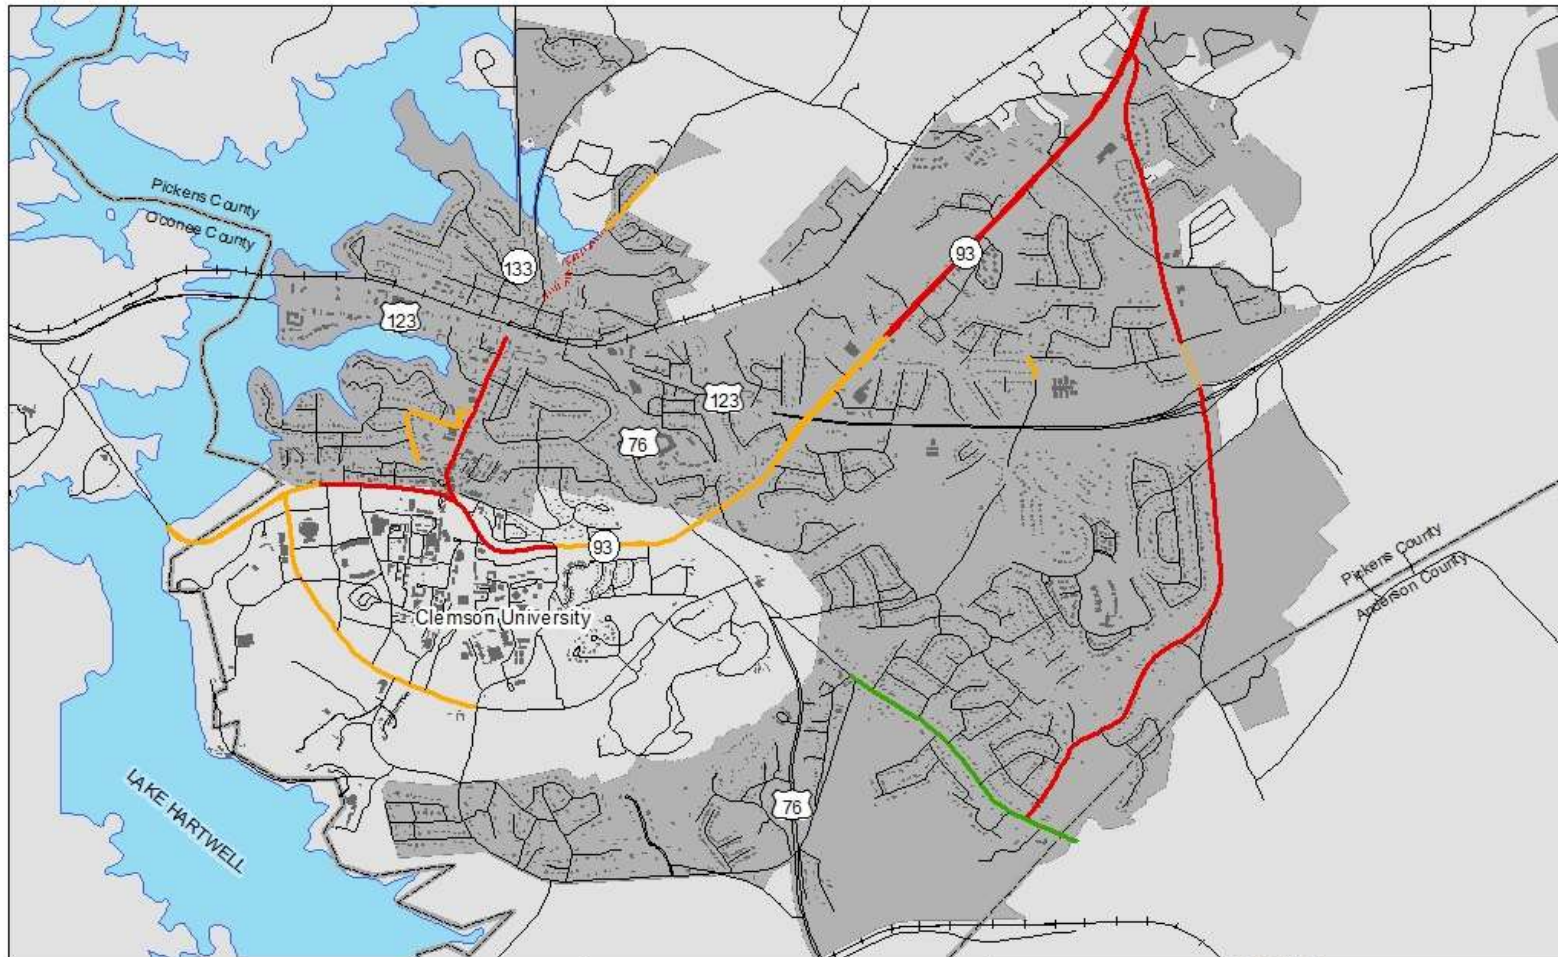 Pickens County
Oconee County
133
93
123
123
76
93
Clemson University
Pickens County
Anderson County
LAKE HARTWELL
76